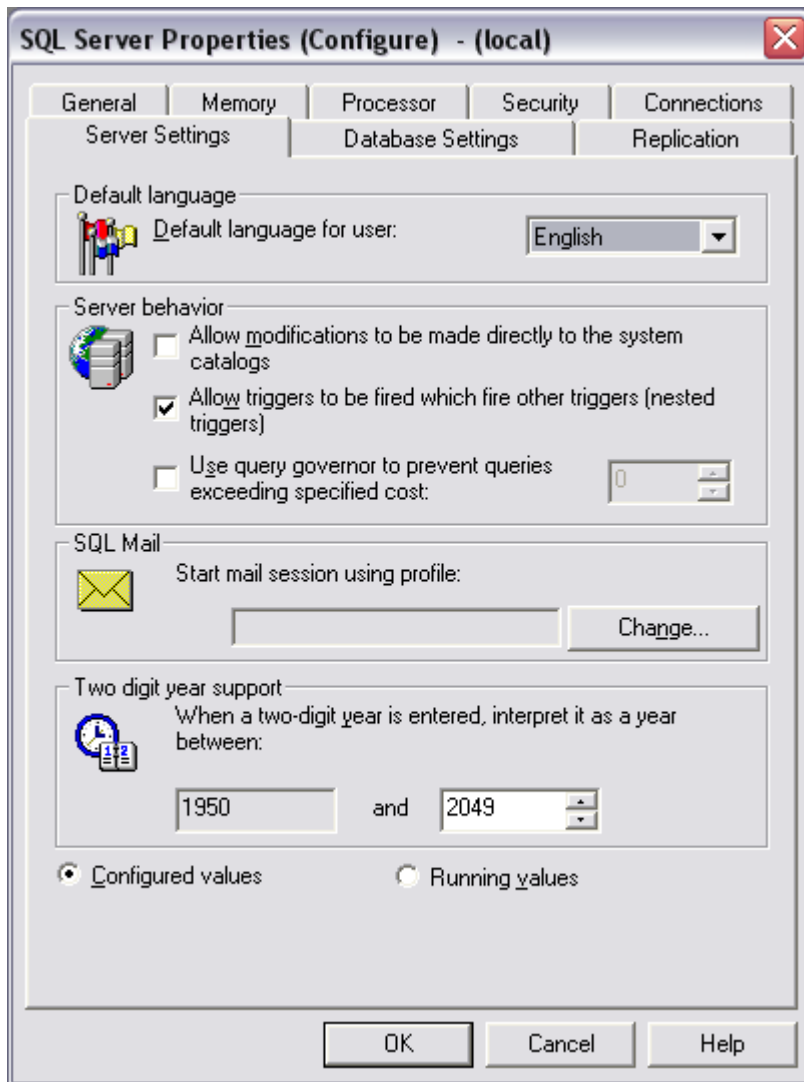 SQL Server Properties (Configure) - (local)
General Memory Processor Security Connections
Server Settings Database Settings Replication
Default language
Default language for user: English
Server behavior
Allow modifications to be made directly to the system
catalogs
Allow triggers to be fired which fire other triggers (nested
triggers)
Use query governor to prevent queries
exceeding specified cost: 0
SQL Mail
Start mail session using profile:
Change...
Two digit year support
When a two-digit year is entered, interpret it as a year
between:
1950 and 2049
Configured values Running values
OK Cancel Help